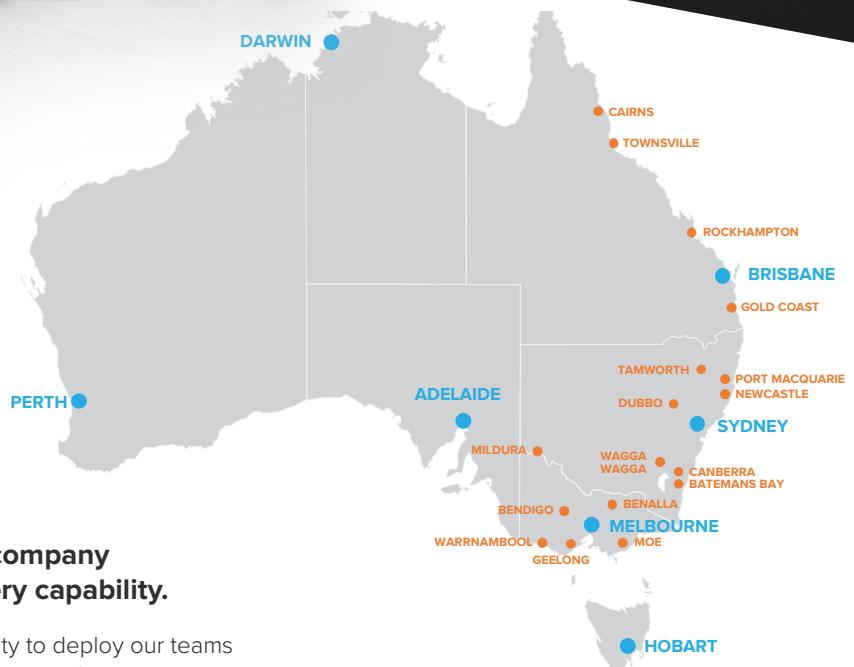 DARWIN
CAIRNS
TOWNSVILLE
ROCKHAMPTON
BRISBANE
GOLD COAST
TAMWORTH
PORT MACQUARIE
NEWCASTLE
DUBBO
PERTH
ADELAIDE
SYDNEY
MILDURA
WAGGA
WAGGA
CANBERRA
BATEMANS BAY
BENDIGO
BENALLA
MELBOURNE
WARRNAMBOOL
MOE
GEELONG
company
ry capability.
ty to deploy our teams
HOBART